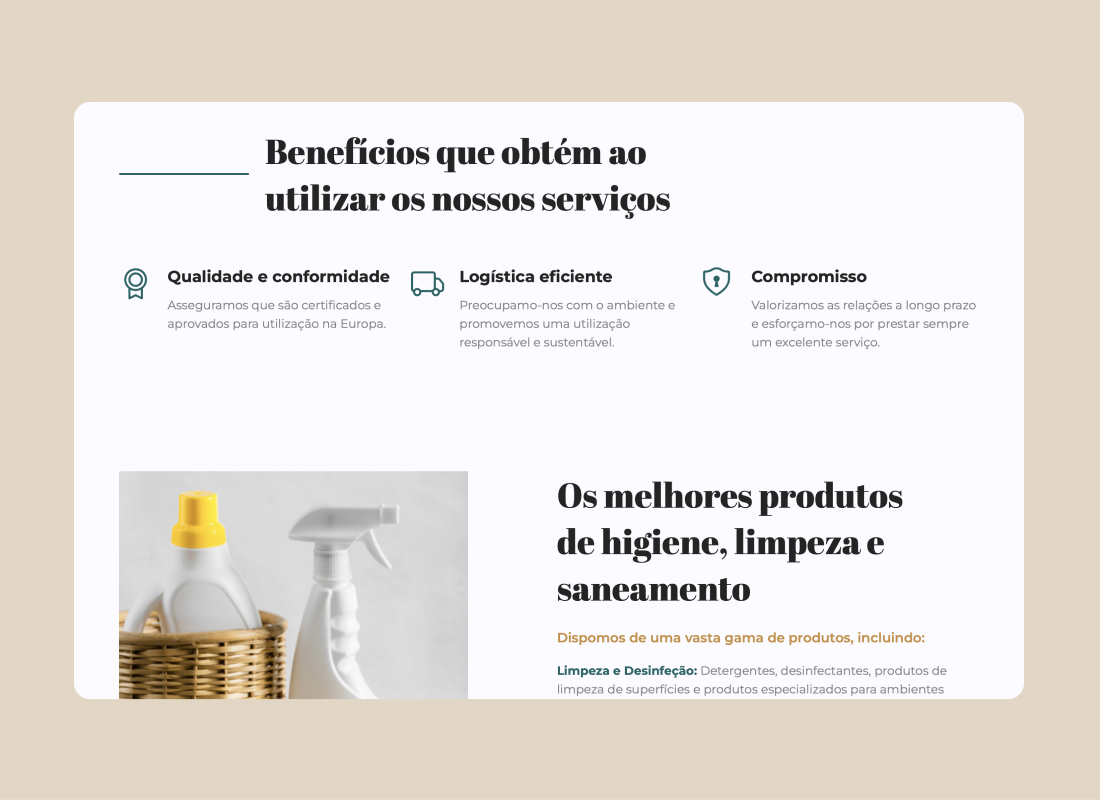 Benefícios que obtém ao
utilizar os nossos serviços
Qualidade e conformidade
Asseguramos que são certificados e
aprovados para utilização na Europa.
Logística eficiente
Preocupamo-nos com o ambiente e
promovemos uma utilização
responsável e sustentável.
Compromisso
Valorizamos as relações a longo prazo
e esforçamo-nos por prestar sempre
um excelente serviço.
Os melhores produtos
de higiene, limpeza e
saneamento
Dispomos de uma vasta gama de produtos, incluindo:
Limpeza e Desinfeção: Detergentes, desinfectantes, produtos de
limpeza de superfícies e produtos especializados para ambientes